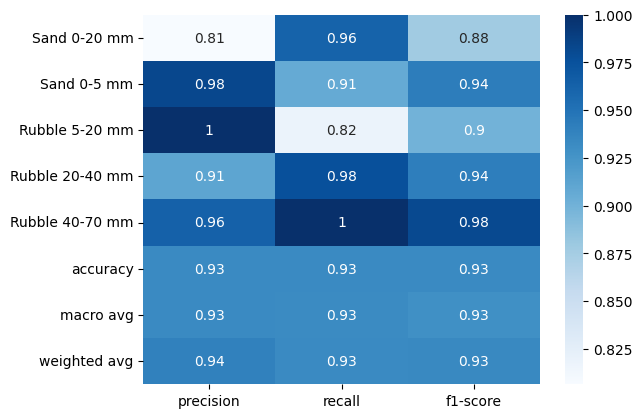 Sand 0-20 mm 0.81 0.96 0.88
Sand 0-5 mm 0.98 0.91 0.94
Rubble 5-20 mm 1 0.82 0.9
Rubble 20-40 mm 0.91 0.98 0.94
Rubble 40-70 mm 0.96 1 0.98
accuracy 0.93 0.93 0.93
macro avg 0.93 0.93 0.93
weighted avg 0.94 0.93 0.93
precision recall f1-score
1.000
0.975
0.950
0.925
0.900
0.875
0.850
0.825